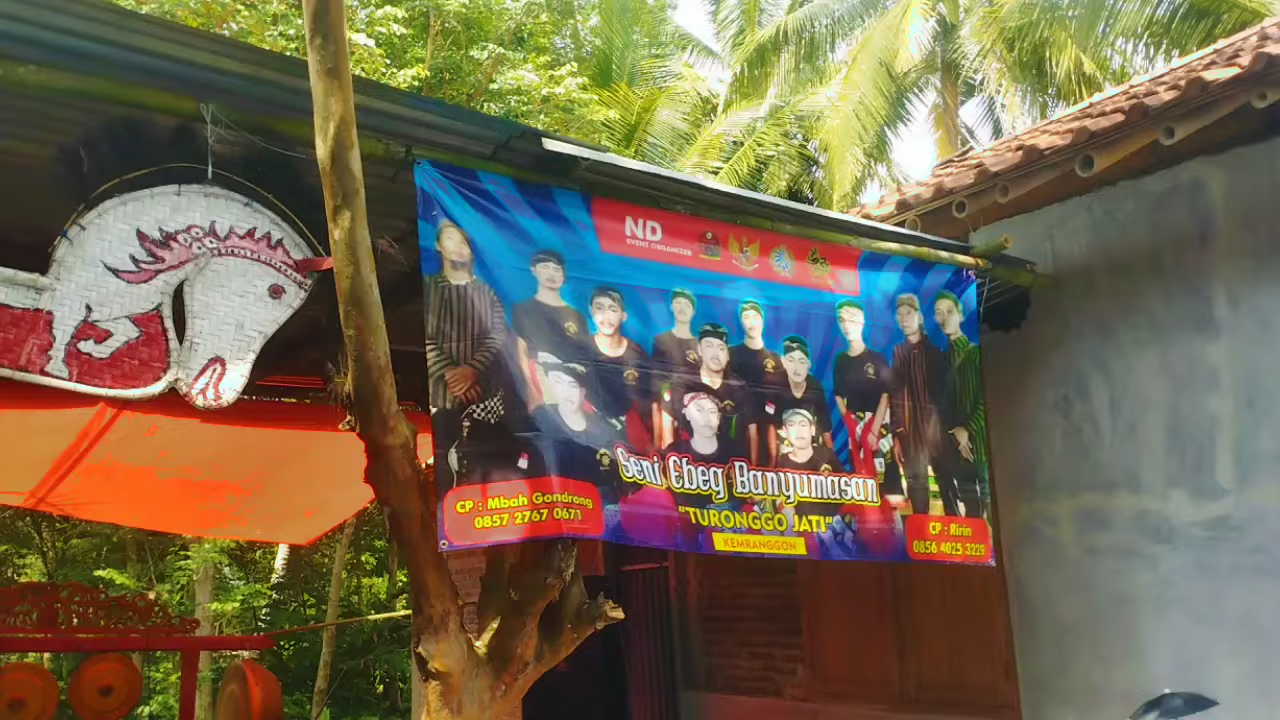 ND
EVENT ORGANIZER
Seni Ebeg Banyumasan
"TURONGGO JATI"
KEMRANGGON
CP : Mbah Gondrong
0857 2767 0671
CP : Ririn
0856 4025 3229